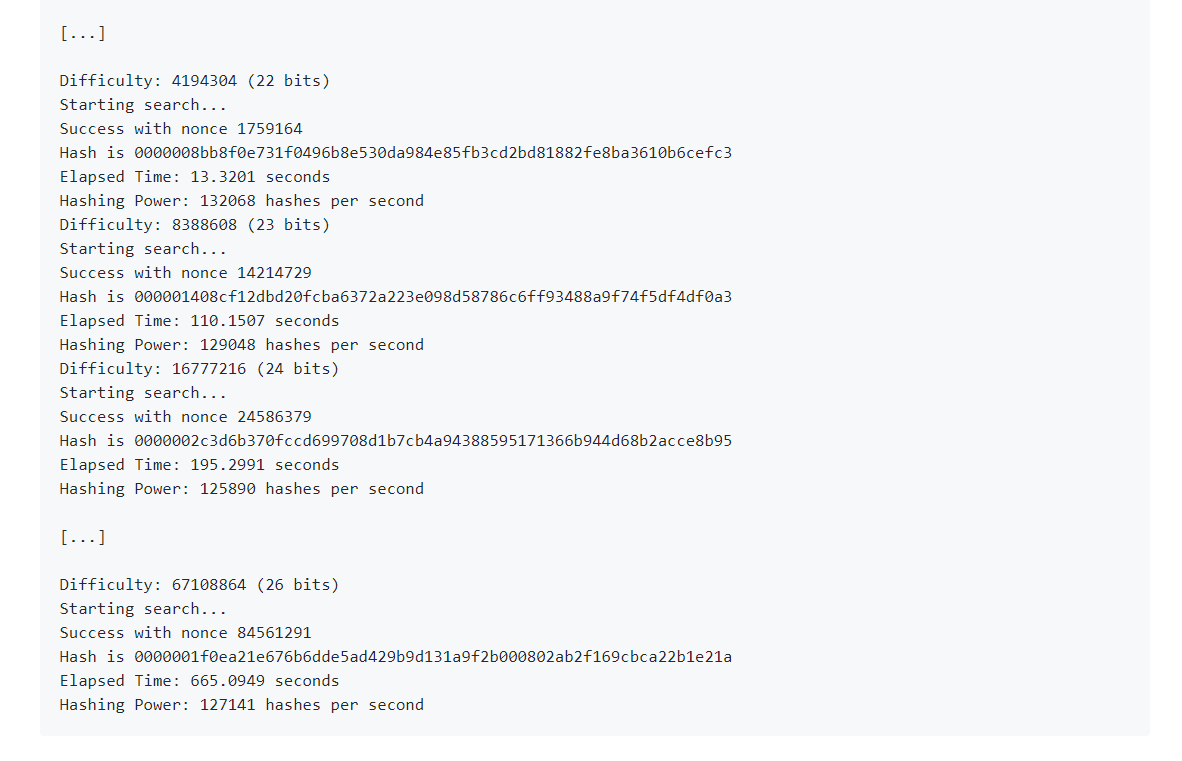 [...]
Difficulty: 4194304 (22 bits)
Starting search...
Success with nonce 1759164
Hash is 0000008bb8f0e731f0496b8e530da984e85fb3cd2bd81882fe8ba3610b6cefc3
Elapsed Time: 13.3201 seconds
Hashing Power: 132068 hashes per second
Difficulty: 8388608 (23 bits)
Starting search...
Success with nonce 14214729
Hash is 000001408cf12dbd20fcba6372a223e098d58786c6ff93488a9f74f5df4df0a3
Elapsed Time: 110.1507 seconds
Hashing Power: 129048 hashes per second
Difficulty: 16777216 (24 bits)
Starting search...
Success with nonce 24586379
Hash is 0000002c3d6b370fccd699708d1b7cb4a94388595171366b944d68b2acce8b95
Elapsed Time: 195.2991 seconds
Hashing Power: 125890 hashes per second
[...]
Difficulty: 67108864 (26 bits)
Starting search...
Success with nonce 84561291
Hash is 0000001f0ea21e676b6dde5ad429b9d131a9f2b000802ab2f169cbca22b1e21a
Elapsed Time: 665.0949 seconds
Hashing Power: 127141 hashes per second